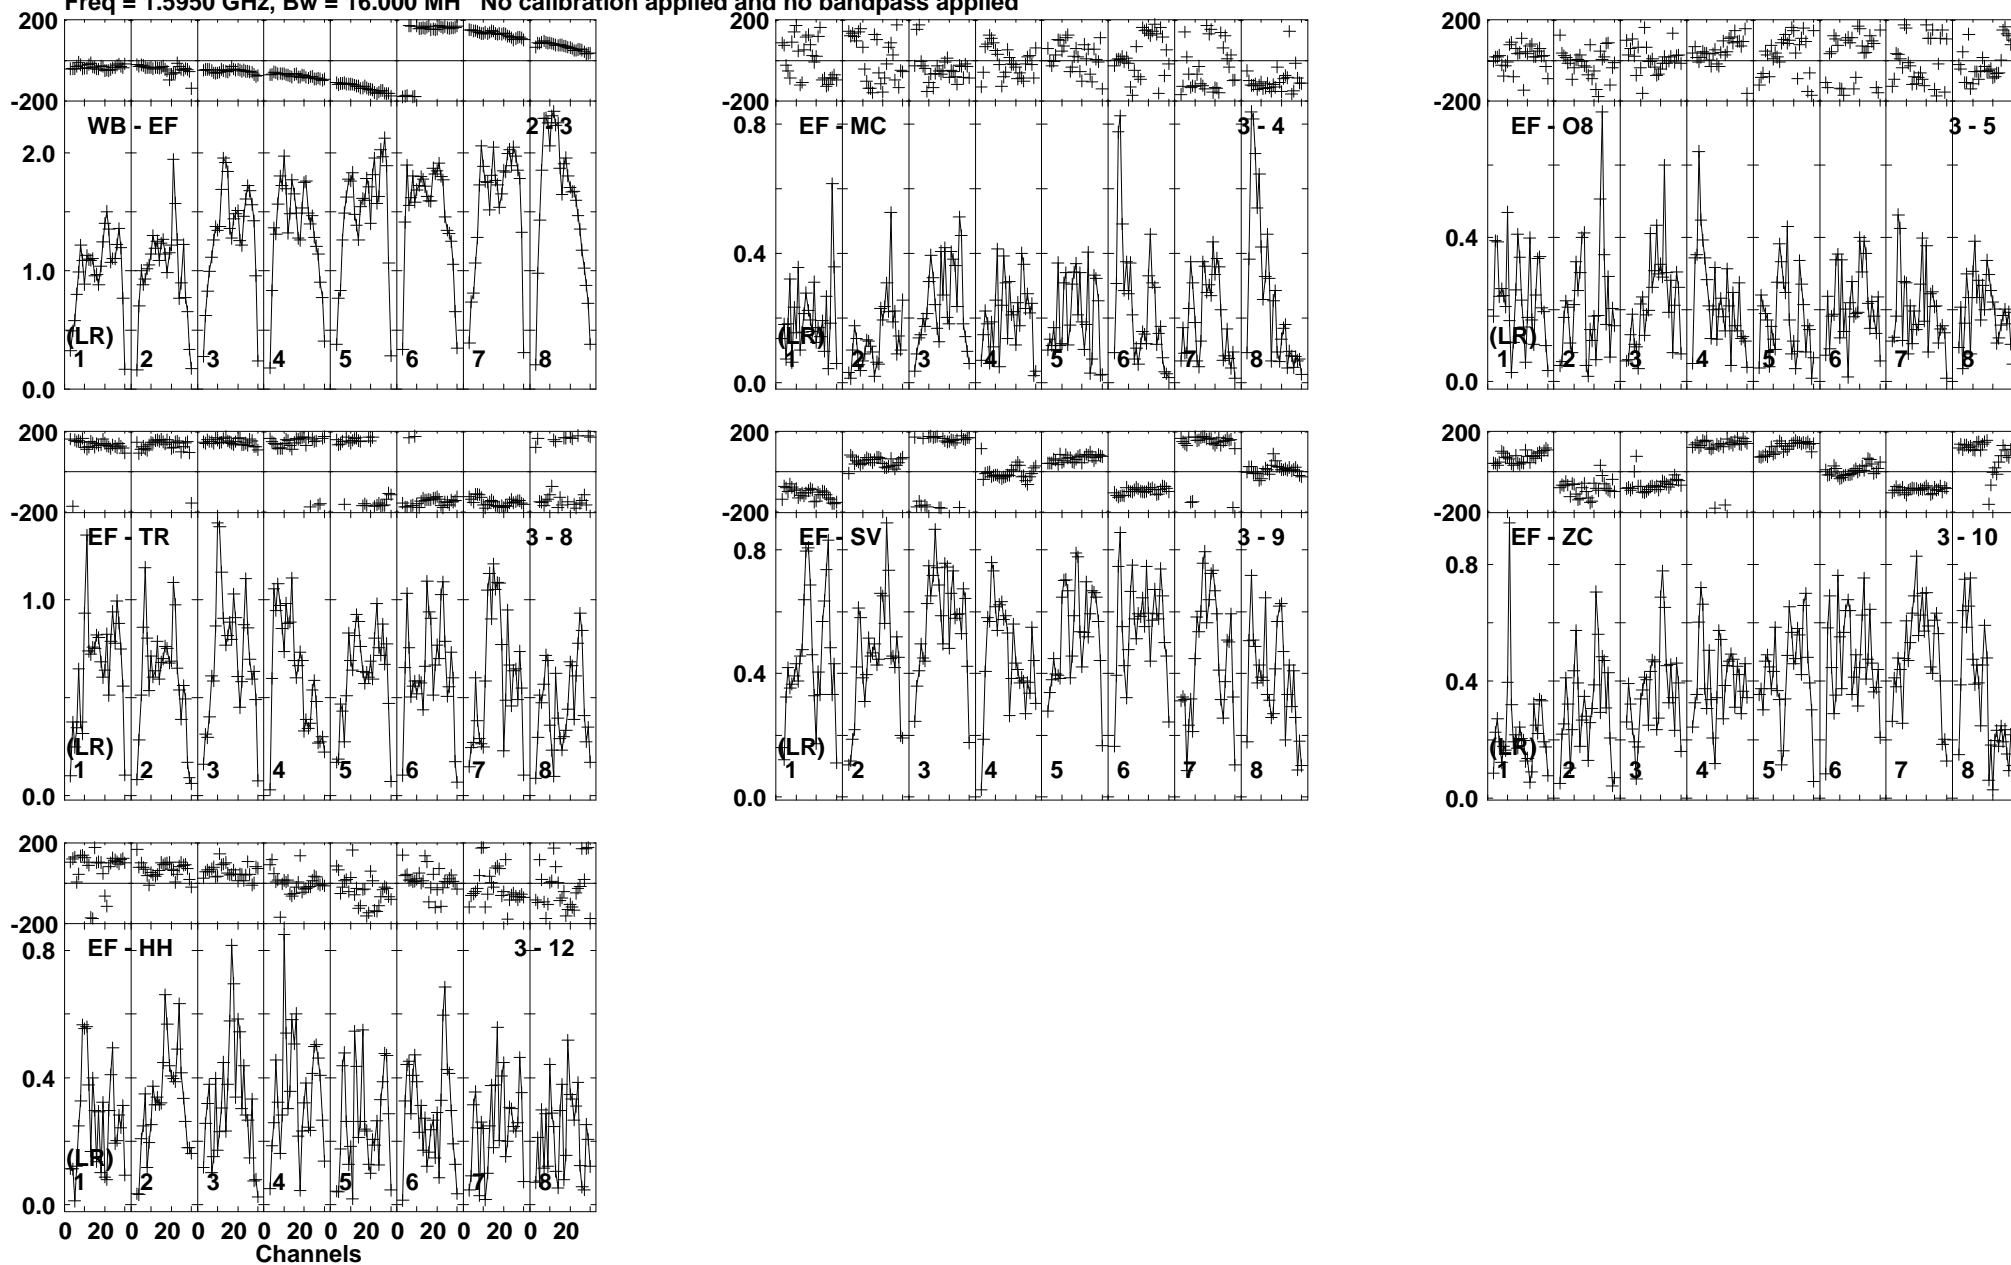 Freq = 1.5950 GHz, Bw = 16.000 MH No calibration applied and no bandpass applied
200
-200
WB - EF 2 - 3
2.0
1.0
0.0
(LR)
1 2 3 4 5 6 7 8
200
-200
EF - MC 3 - 4
0.8
0.4
0.0
(LR)
1 2 3 4 5 6 7 8
200
-200
EF - O8 3 - 5
0.4
0.0
(LR)
1 2 3 4 5 6 7 8
200
-200
EF - TR 3 - 8
1.0
0.0
(LR)
1 2 3 4 5 6 7 8
200
-200
EF - SV 3 - 9
0.8
0.4
0.0
(LR)
1 2 3 4 5 6 7 8
200
-200
EF - ZC 3 - 10
0.8
0.4
0.0
(LR)
1 2 3 4 5 6 7 8
200
-200
EF - HH 3 - 12
0.8
0.4
0.0
(LR)
1 2 3 4 5 6 7 8
0 20 0 20 0 20 0 20 0 20 0 20 0 20 0 20
Channels